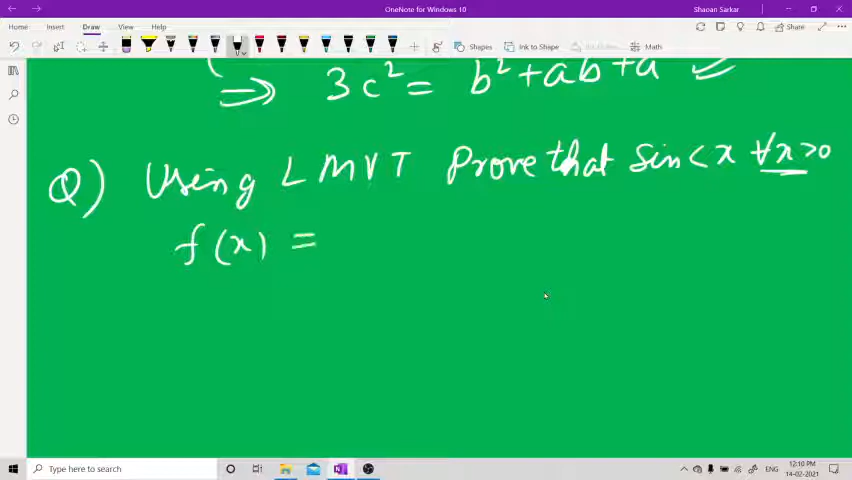 OneNote for Windows 10
Shaoan Sarkar
Home Insert Draw View Help
Share
Shapes Ink to Shape Math
⇒ 3c² = b² + ab + a
Q) Using LMVT Prove that sin < x ∀x>0
f(x) =
Type here to search
ENG
12:10 PM
14-02-2021